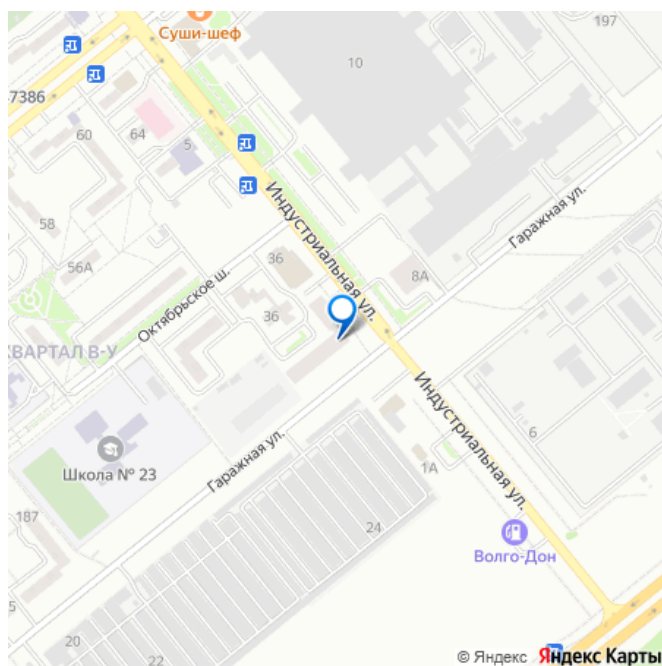 Суши-шеф
197
10
-7386
60
64
5
58
56А
36
36
Октябрьское ш.
Индустриальная ул.
Гаражная ул.
8А
КВАРТАЛ В-У
Школа № 23
Гаражная ул.
Индустриальная ул.
6
1А
187
24
Волго-Дон
5
20
22
© Яндекс Яндекс Карты